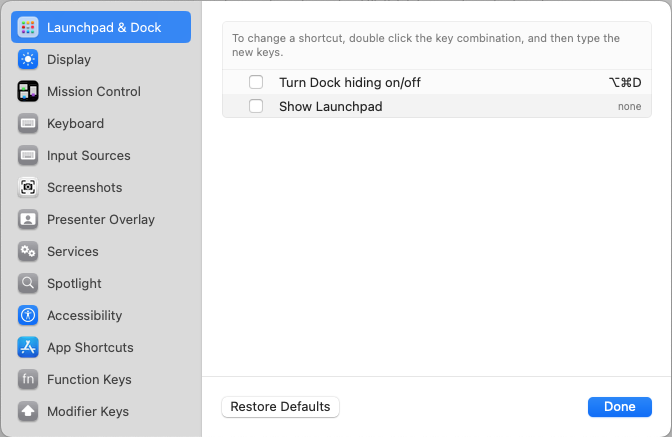 Launchpad & Dock
Display
Mission Control
Keyboard
Input Sources
Screenshots
Presenter Overlay
Services
Spotlight
Accessibility
App Shortcuts
fn Function Keys
Modifier Keys
To change a shortcut, double click the key combination, and then type the
new keys.
Turn Dock hiding on/off ⌥⌘D
Show Launchpad none
Restore Defaults
Done